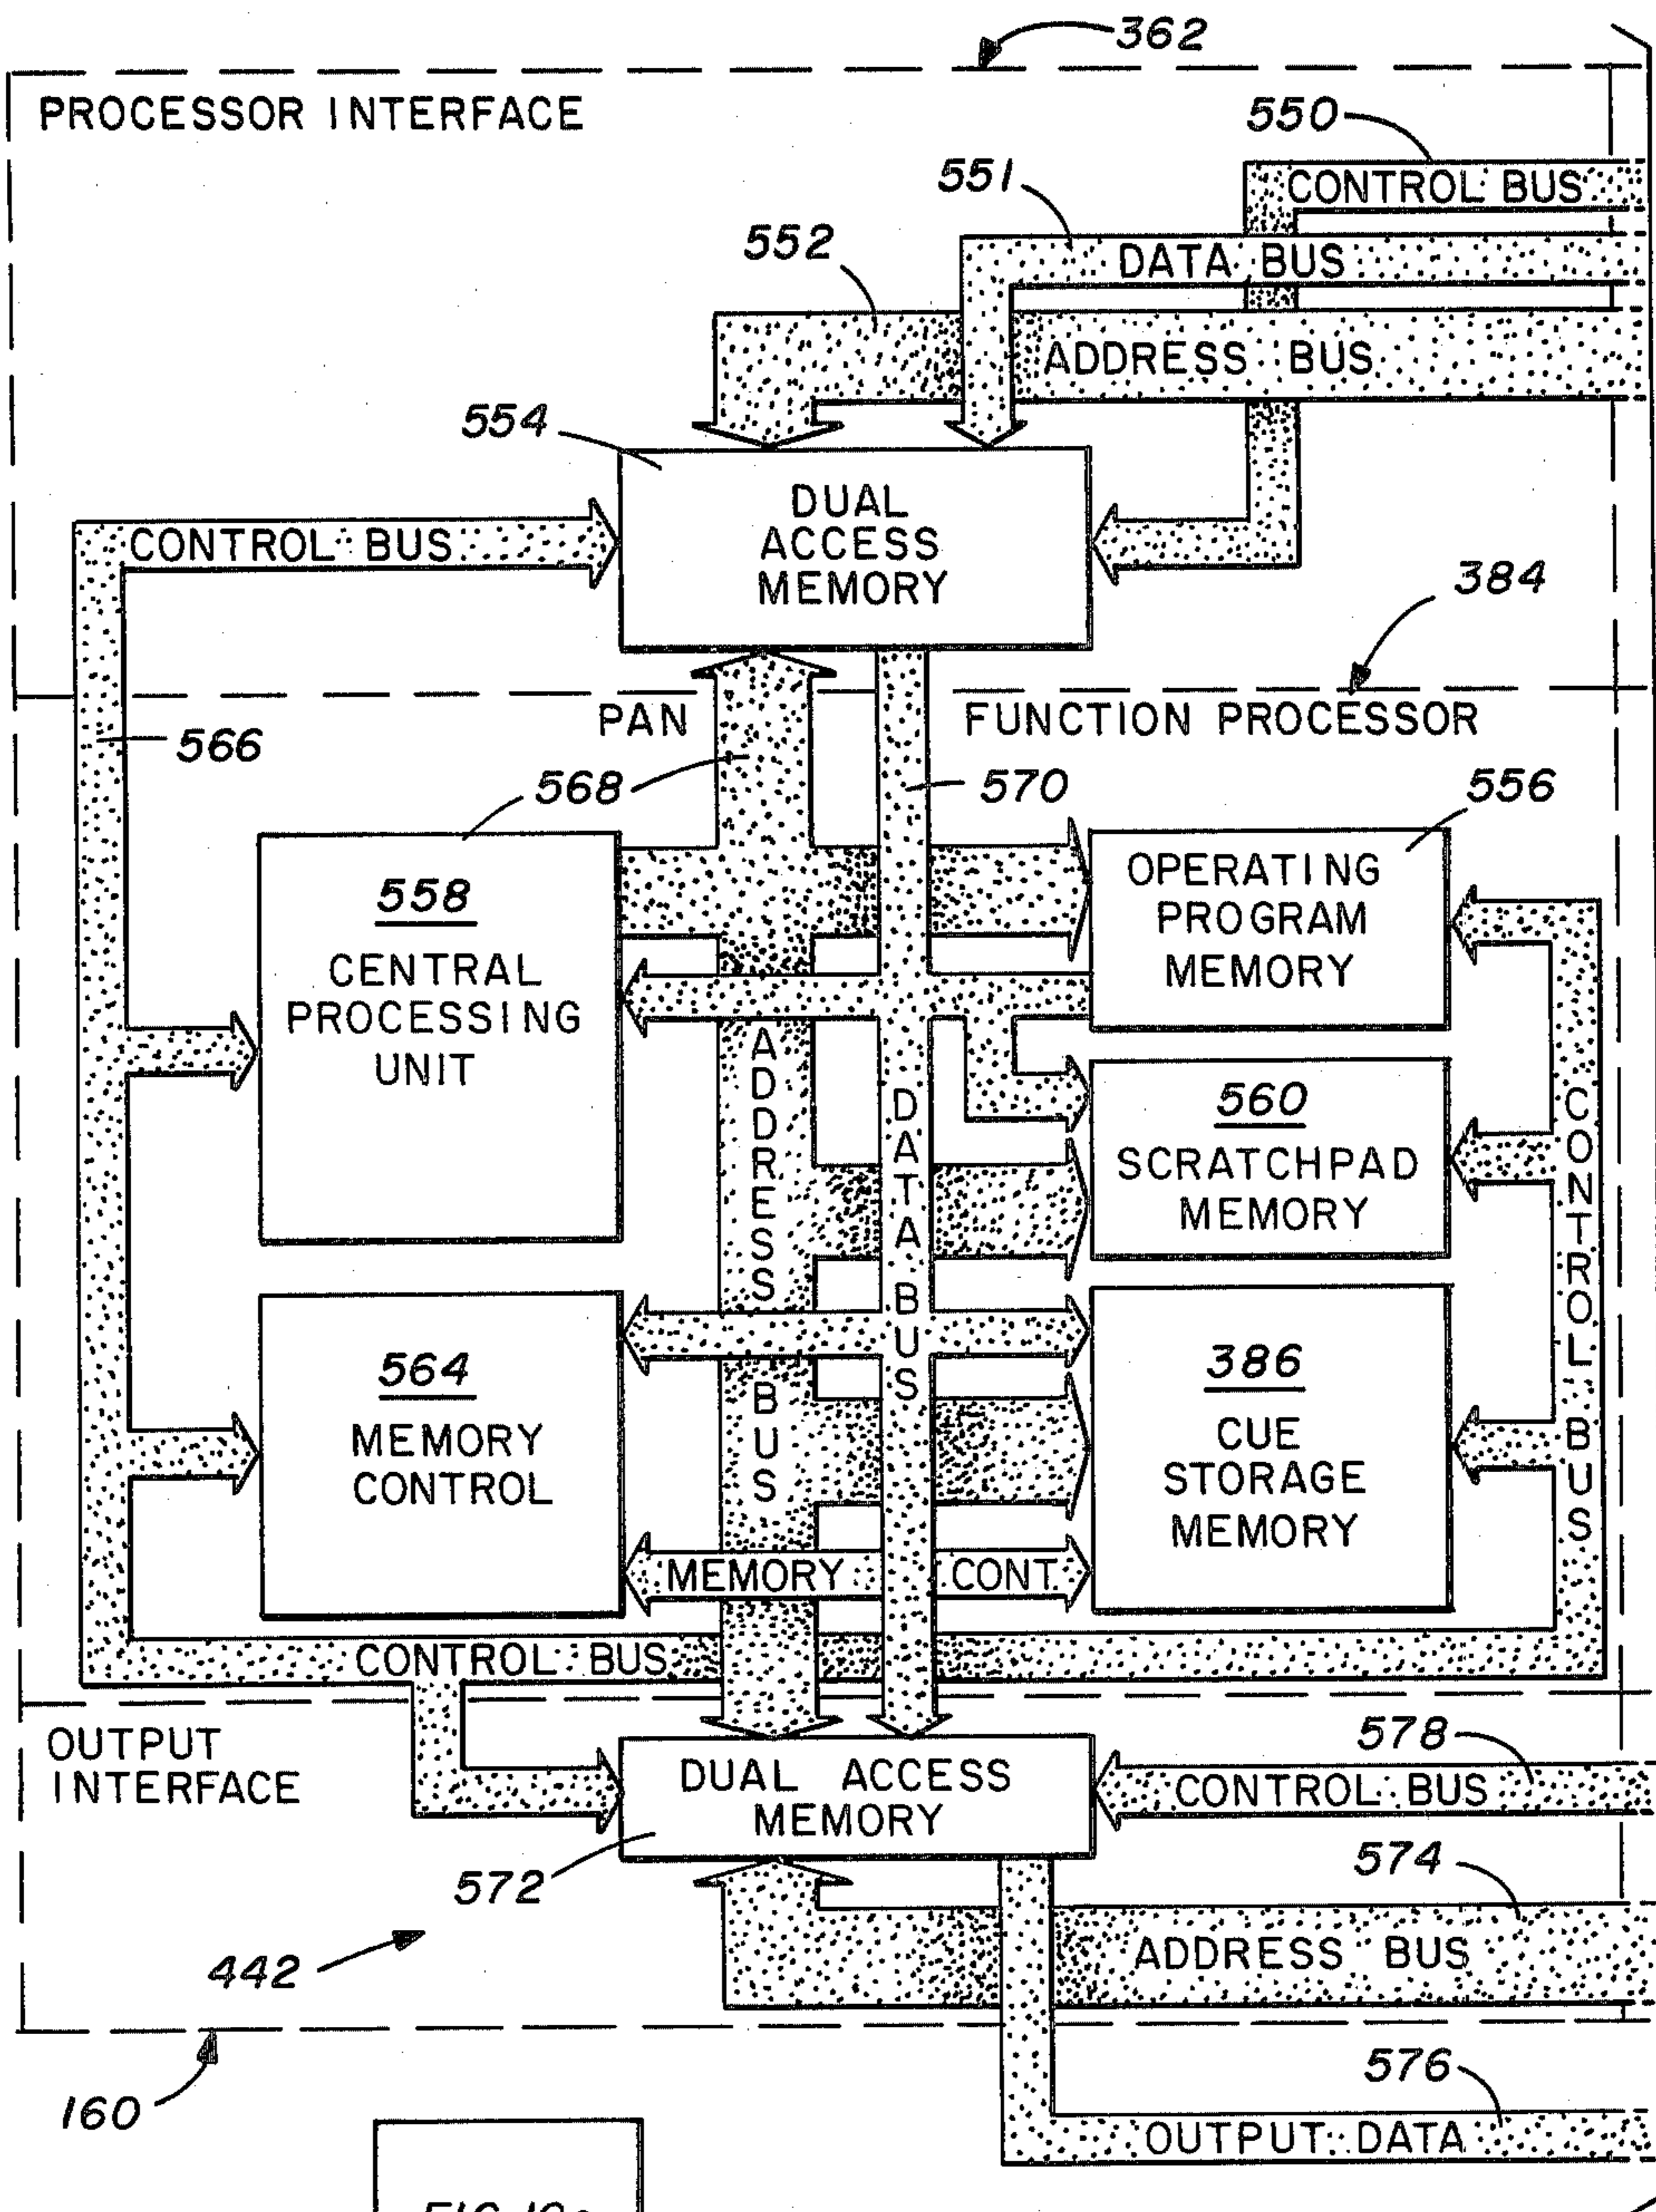 362
PROCESSOR INTERFACE
550
551
CONTROL BUS
552
DATA BUS
ADDRESS BUS
554
DUAL
ACCESS
MEMORY
CONTROL BUS
384
PAN FUNCTION PROCESSOR
566
568
570
556
558
CENTRAL
PROCESSING
UNIT
OPERATING
PROGRAM
MEMORY
ADDRESS BUS
DATA BUS
560
SCRATCHPAD
MEMORY
CONTROL BUS
564
MEMORY
CONTROL
386
CUE
STORAGE
MEMORY
MEMORY CONT
CONTROL BUS
OUTPUT
INTERFACE
DUAL ACCESS
MEMORY
578
CONTROL BUS
572
574
442
ADDRESS BUS
160
576
OUTPUT DATA